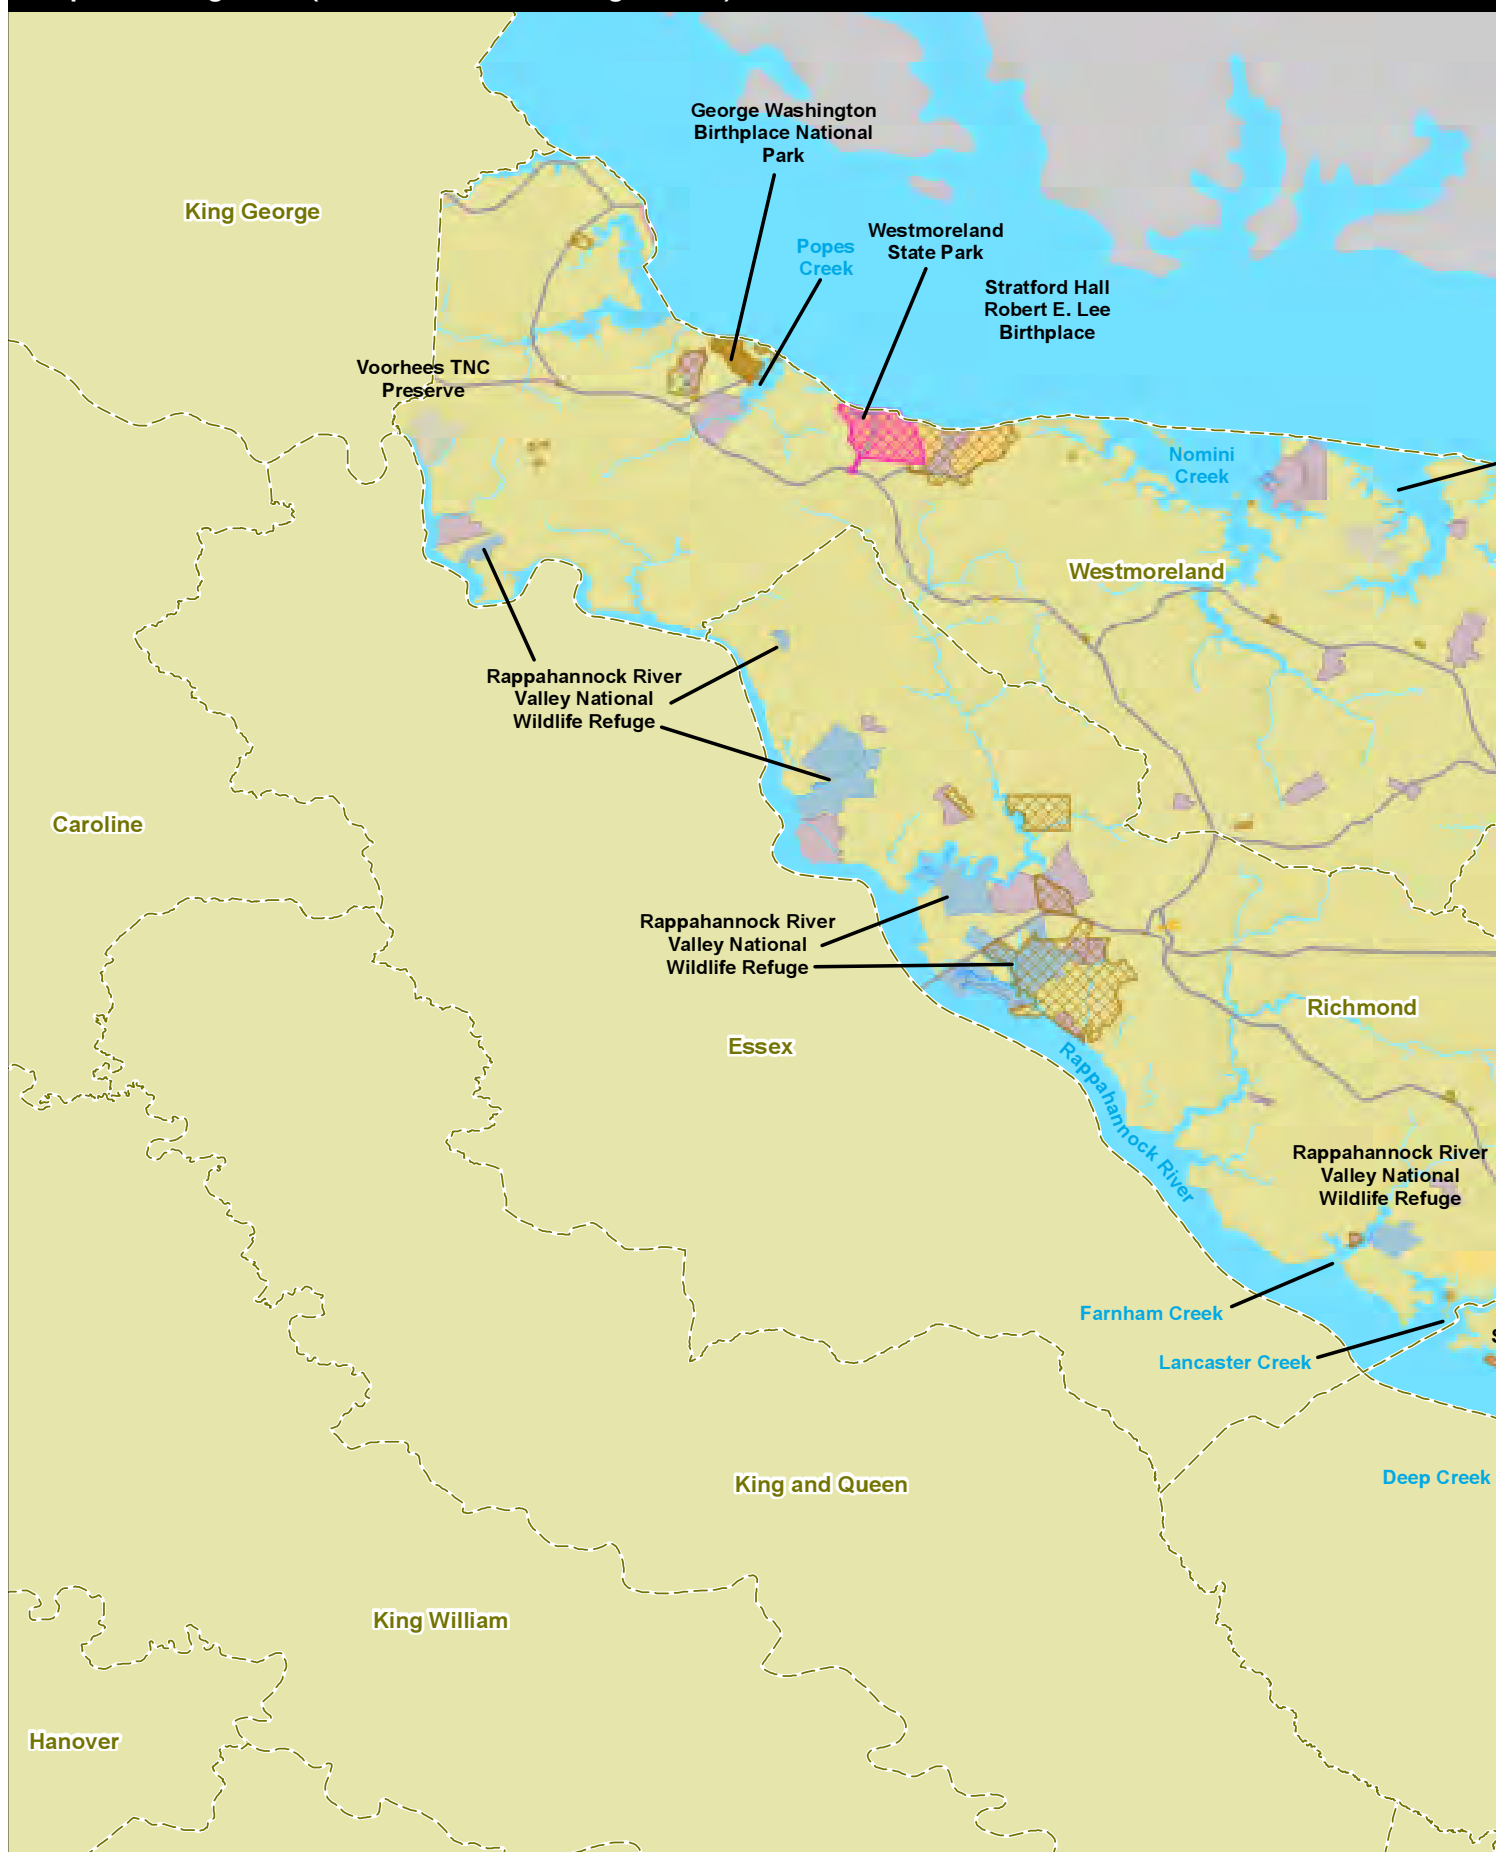 George Washington
Birthplace National
Park
King George
Popes
Creek
Westmoreland
State Park
Stratford Hall
Robert E. Lee
Birthplace
Voorhees TNC
Preserve
Nomini
Creek
Westmoreland
Rappahannock River
Valley National
Wildlife Refuge
Caroline
Rappahannock River
Valley National
Wildlife Refuge
Richmond
Essex
Rappahannock River
Rappahannock River
Valley National
Wildlife Refuge
Farnham Creek
Lancaster Creek
Deep Creek
King and Queen
King William
Hanover